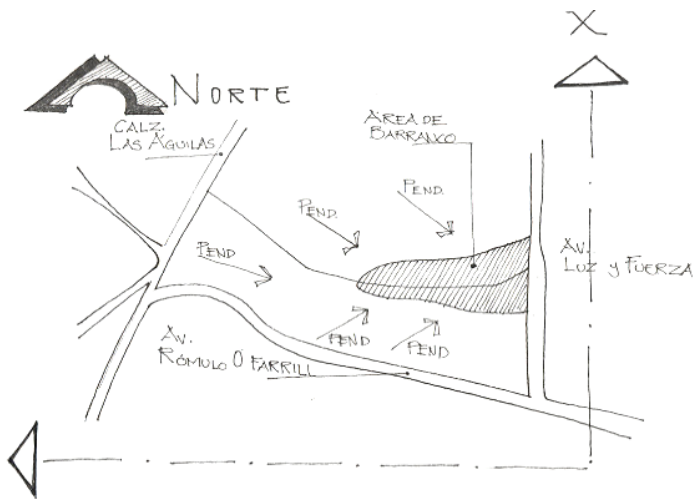 X
NORTE
CALZ.
LAS ÁGUILAS
ÁREA DE
BARRANCO
PEND.
PEND.
PEND
AV.
LUZ y FUERZA
PEND
PEND
AV.
RÓMULO O FARRILL